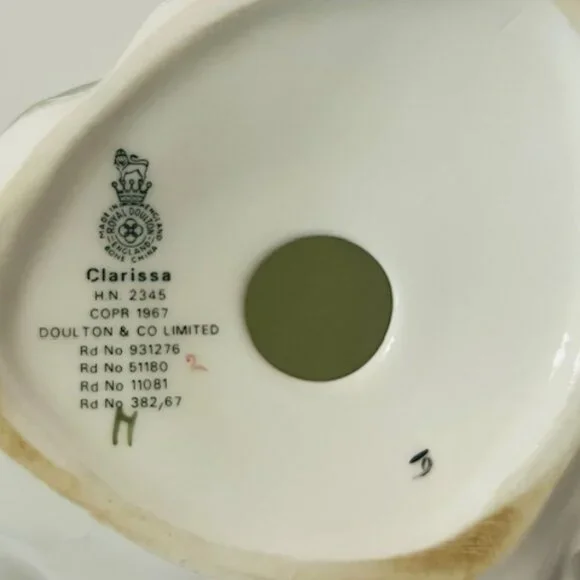 MADE IN ENGLAND
ROYAL DOULTON
ENGLAND
BONE CHINA
Clarissa
H.N. 2345
COPR 1967
DOULTON & CO LIMITED
Rd No 931276
Rd No 51180
2
Rd No 11081
Rd No 382,67
H